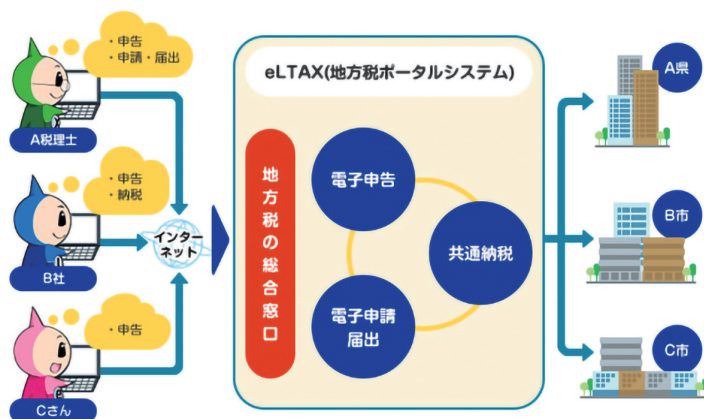 ・申告
・申請・届出
A税理士
・申告
・納税
B社
・申告
Cさん
インター
ネット
eLTAX(地方税ポータルシステム)
地方税の総合窓口
電子申告
共通納税
電子申請
届出
A県
B市
C市